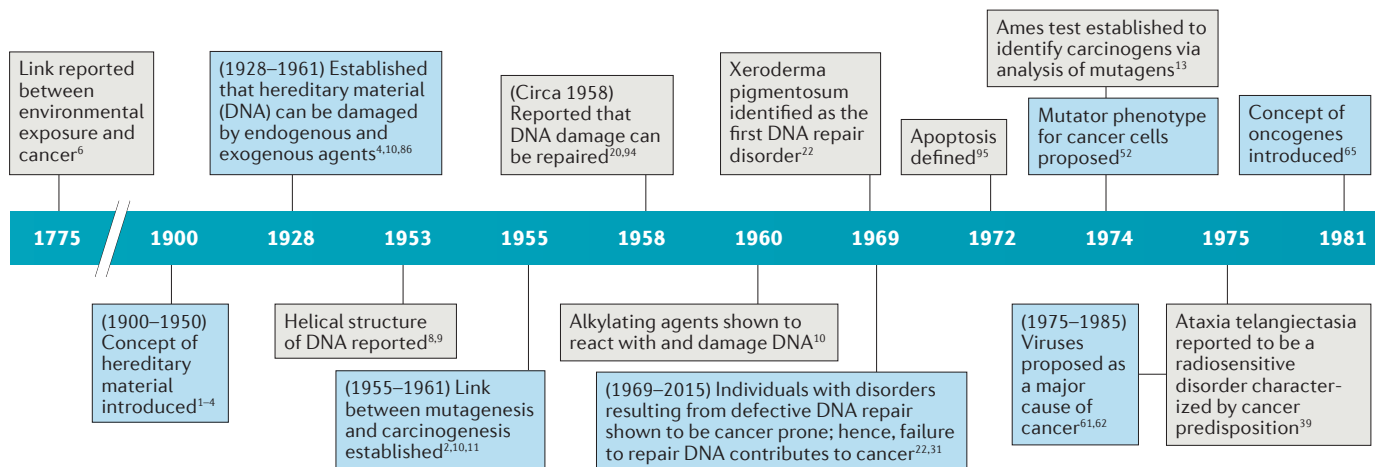 Link reported
between
environmental
exposure and
cancer6
(1928–1961) Established
that hereditary material
(DNA) can be damaged
by endogenous and
exogenous agents4,10,86
(Circa 1958)
Reported that
DNA damage can
be repaired20,94
Xeroderma
pigmentosum
identified as the
first DNA repair
disorder22
Apoptosis
defined95
Ames test established to
identify carcinogens via
analysis of mutagens13
Mutator phenotype
for cancer cells
proposed52
Concept of
oncogenes
introduced65
1775 1900 1928 1953 1955 1958 1960 1969 1972 1974 1975 1981
(1900–1950)
Concept of
hereditary
material
introduced1–4
Helical structure
of DNA reported8,9
(1955–1961) Link
between mutagenesis
and carcinogenesis
established2,10,11
Alkylating agents shown to
react with and damage DNA10
(1969–2015) Individuals with disorders
resulting from defective DNA repair
shown to be cancer prone; hence, failure
to repair DNA contributes to cancer22,31
(1975–1985)
Viruses
proposed as
a major
cause of
cancer61,62
Ataxia telangiectasia
reported to be a
radiosensitive
disorder character-
ized by cancer
predisposition39